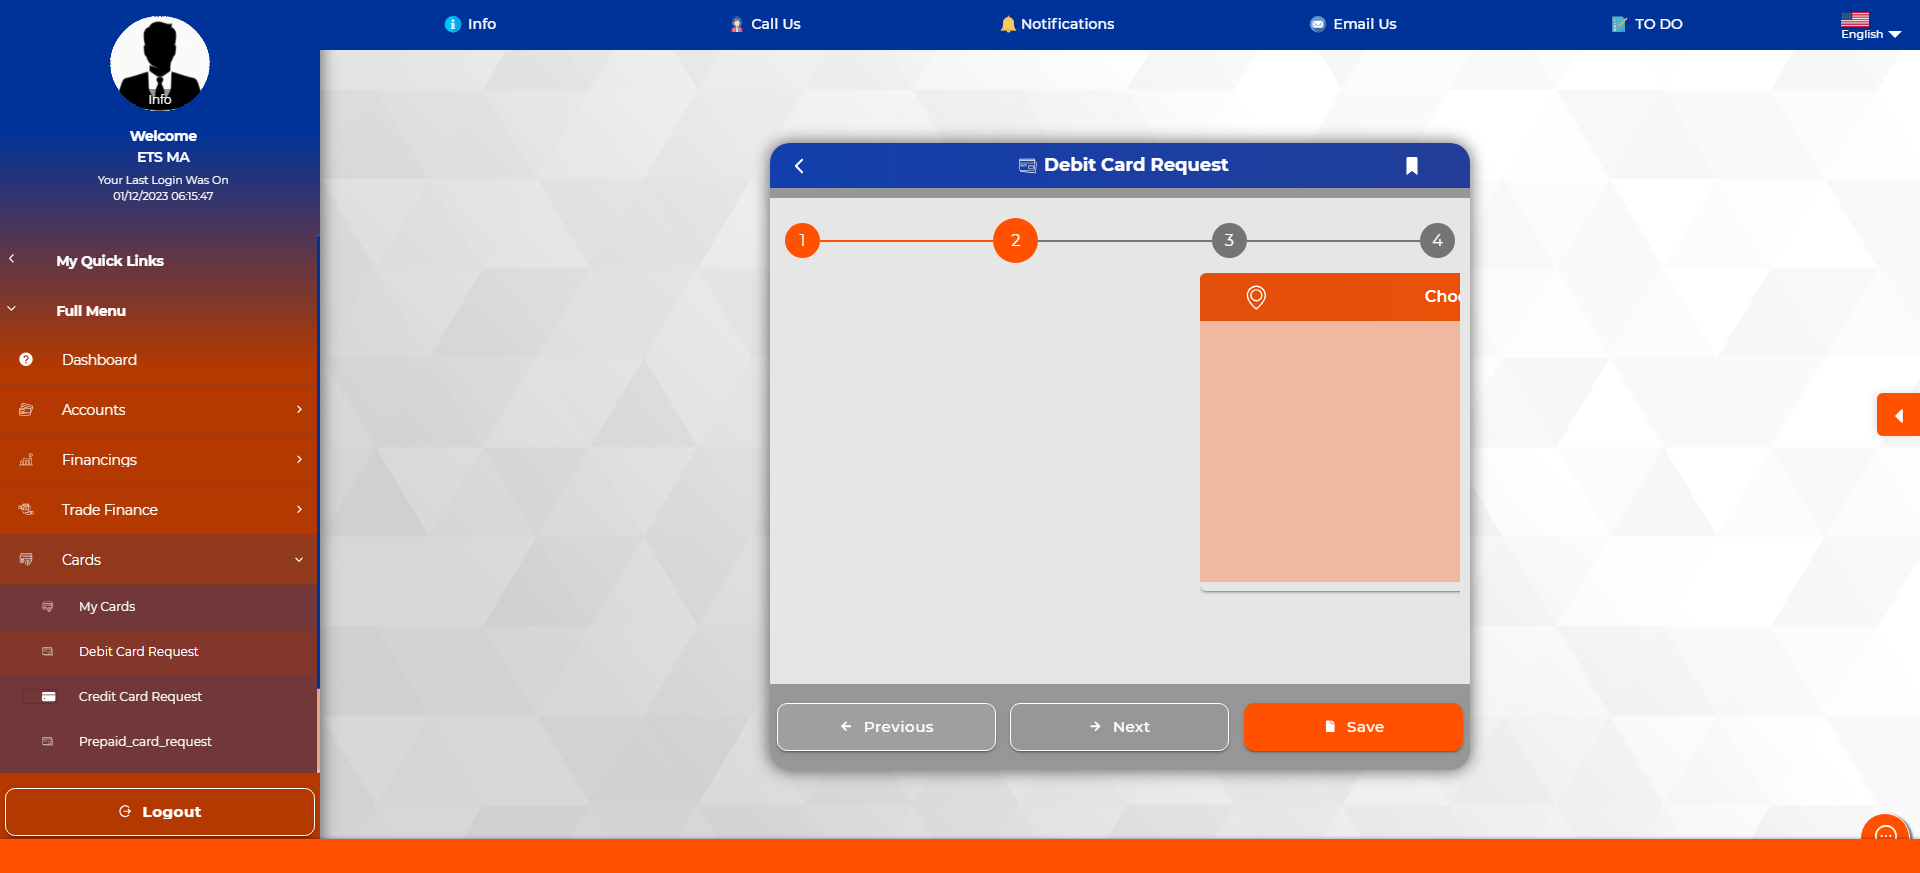 Info
Call Us
Notifications
Email Us
TO DO
English
Info
Welcome
ETS MA
Your Last Login Was On
01/12/2023 06:15:47
My Quick Links
Full Menu
Dashboard
Accounts
Financings
Trade Finance
Cards
My Cards
Debit Card Request
Credit Card Request
Prepaid_card_request
Logout
Debit Card Request
1 2 3 4
Previous
Next
Save